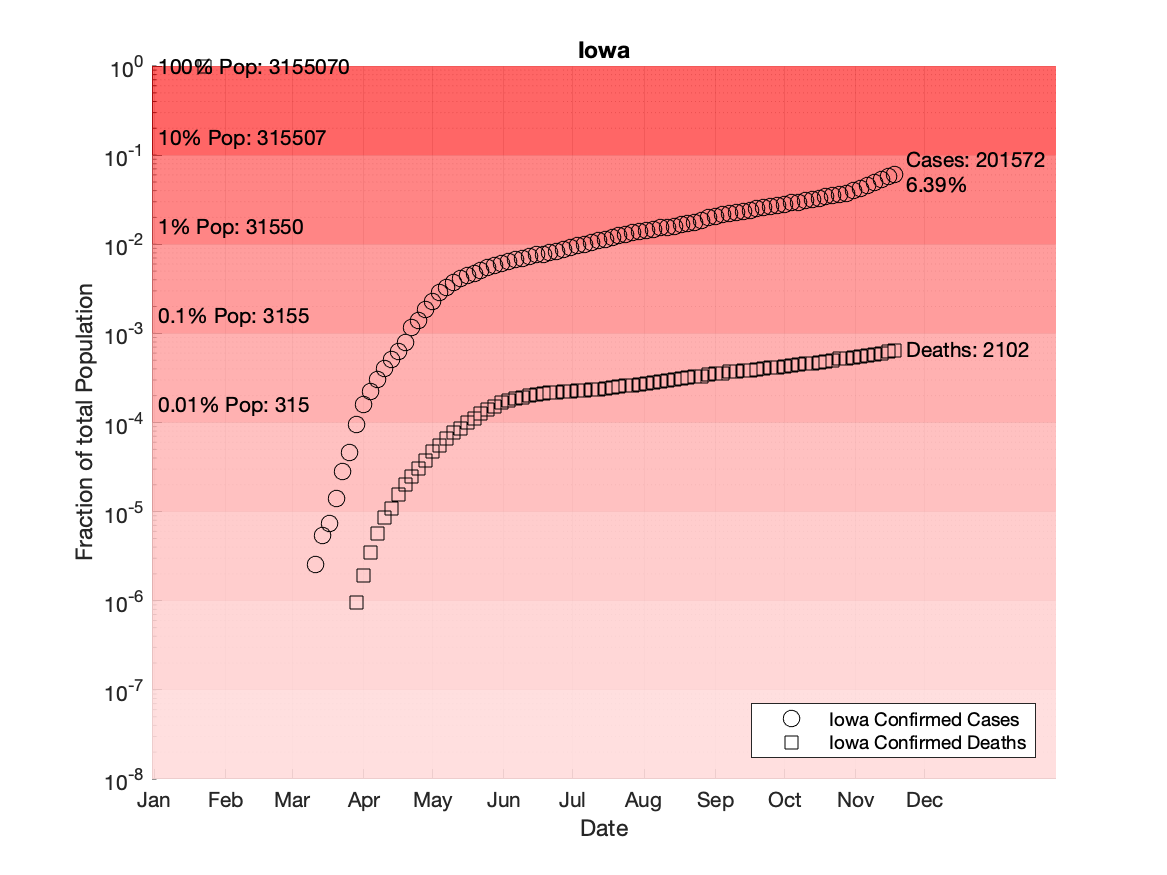 Iowa
10^0
100% Pop: 3155070
10% Pop: 315507
10^-1
Cases: 201572
6.39%
1% Pop: 31550
10^-2
0.1% Pop: 3155
10^-3
Deaths: 2102
0.01% Pop: 315
10^-4
10^-5
10^-6
10^-7
10^-8
Fraction of total Population
Iowa Confirmed Cases
Iowa Confirmed Deaths
Jan Feb Mar Apr May Jun Jul Aug Sep Oct Nov Dec
Date